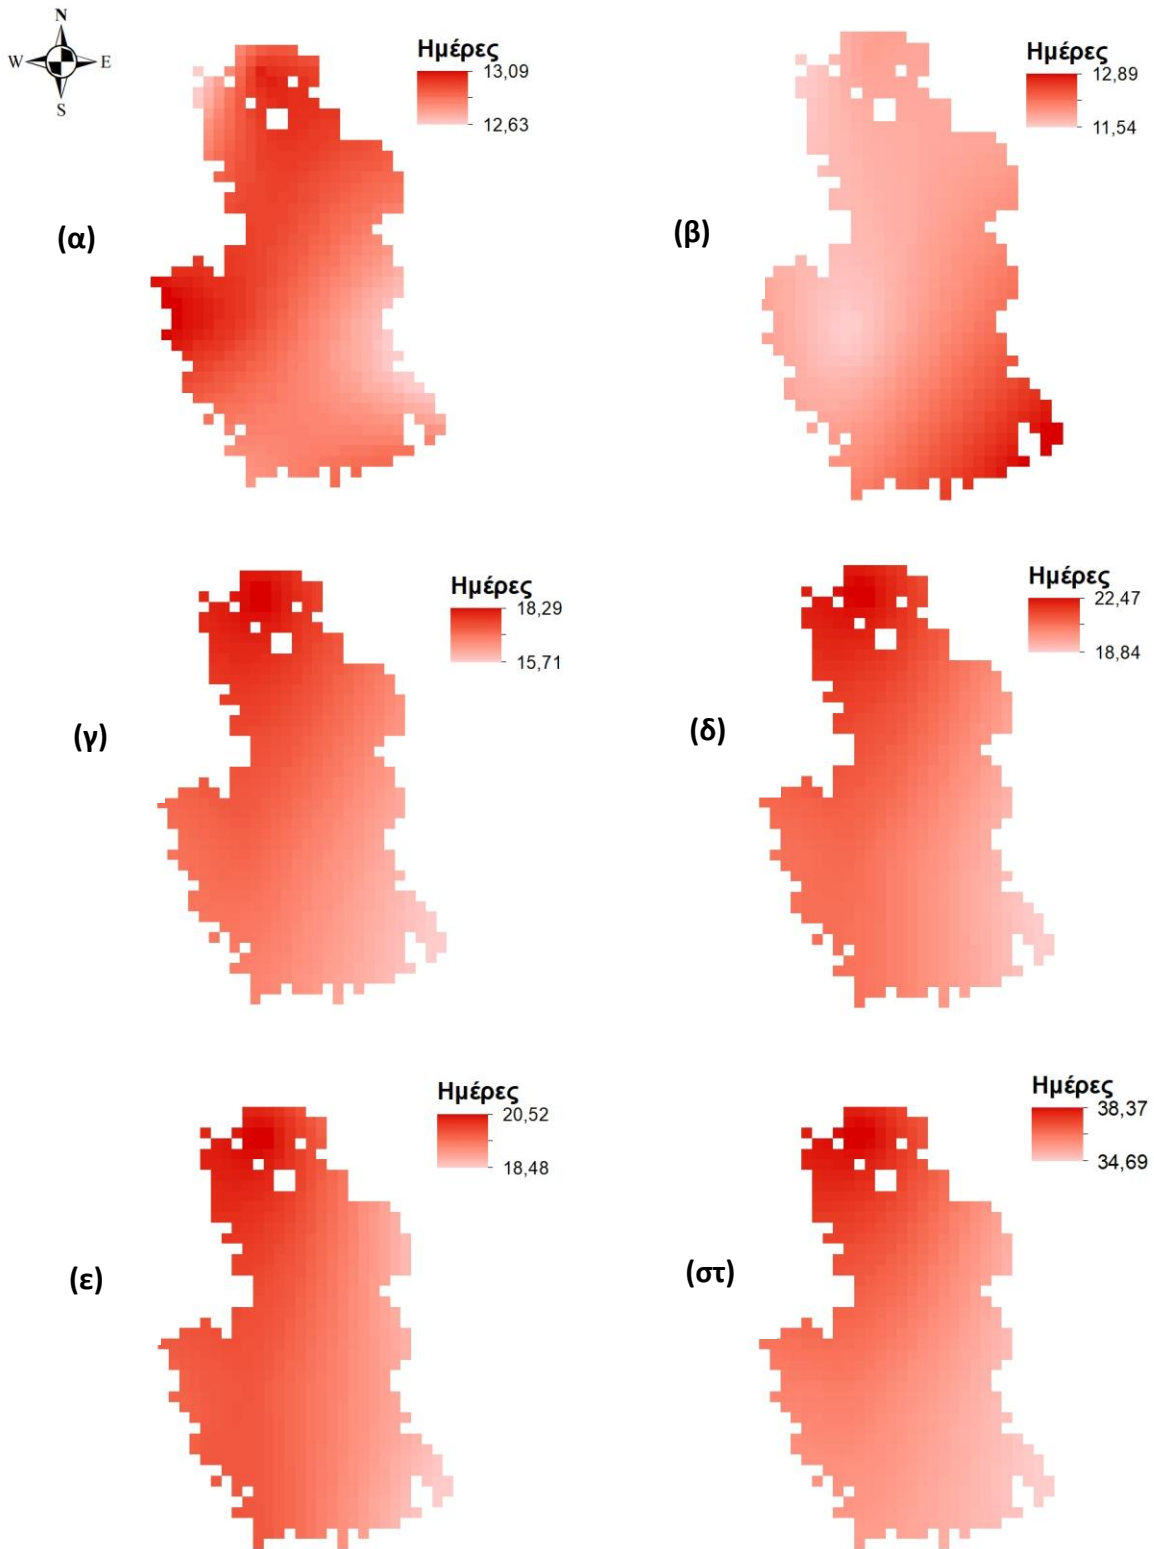 N
W E
S
Ημέρες
13,09
12,63
(α)
Ημέρες
12,89
11,54
(β)
Ημέρες
18,29
15,71
(γ)
Ημέρες
22,47
18,84
(δ)
Ημέρες
20,52
18,48
(ε)
Ημέρες
38,37
34,69
(στ)